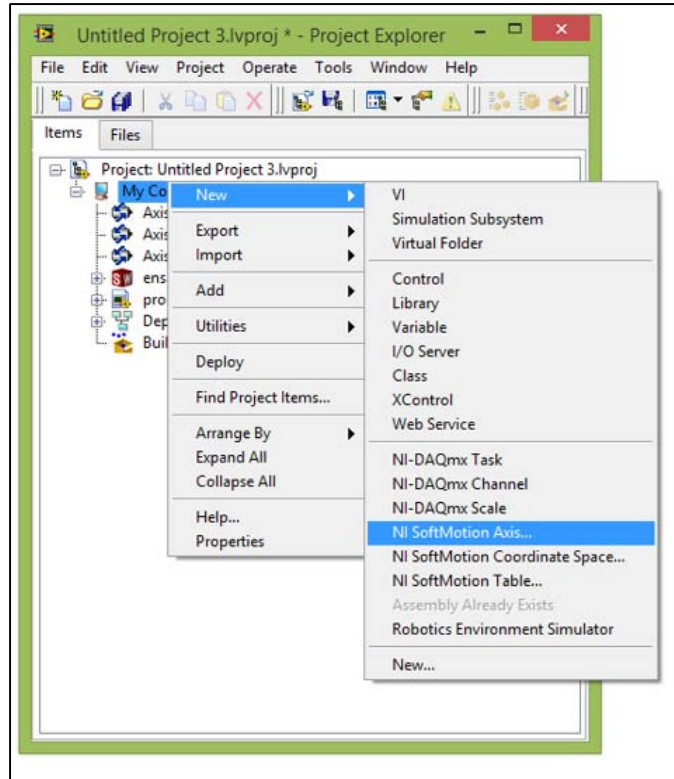 Untitled Project 3.lvproj * - Project Explorer
File Edit View Project Operate Tools Window Help
Items Files
Project: Untitled Project 3.lvproj
My Co
Axis
Axis
Axis
ens
pro
Dep
Buil
New
Export
Import
Add
Utilities
Deploy
Find Project Items...
Arrange By
Expand All
Collapse All
Help...
Properties
VI
Simulation Subsystem
Virtual Folder
Control
Library
Variable
I/O Server
Class
XControl
Web Service
NI-DAQmx Task
NI-DAQmx Channel
NI-DAQmx Scale
NI SoftMotion Axis...
NI SoftMotion Coordinate Space...
NI SoftMotion Table...
Assembly Already Exists
Robotics Environment Simulator
New...